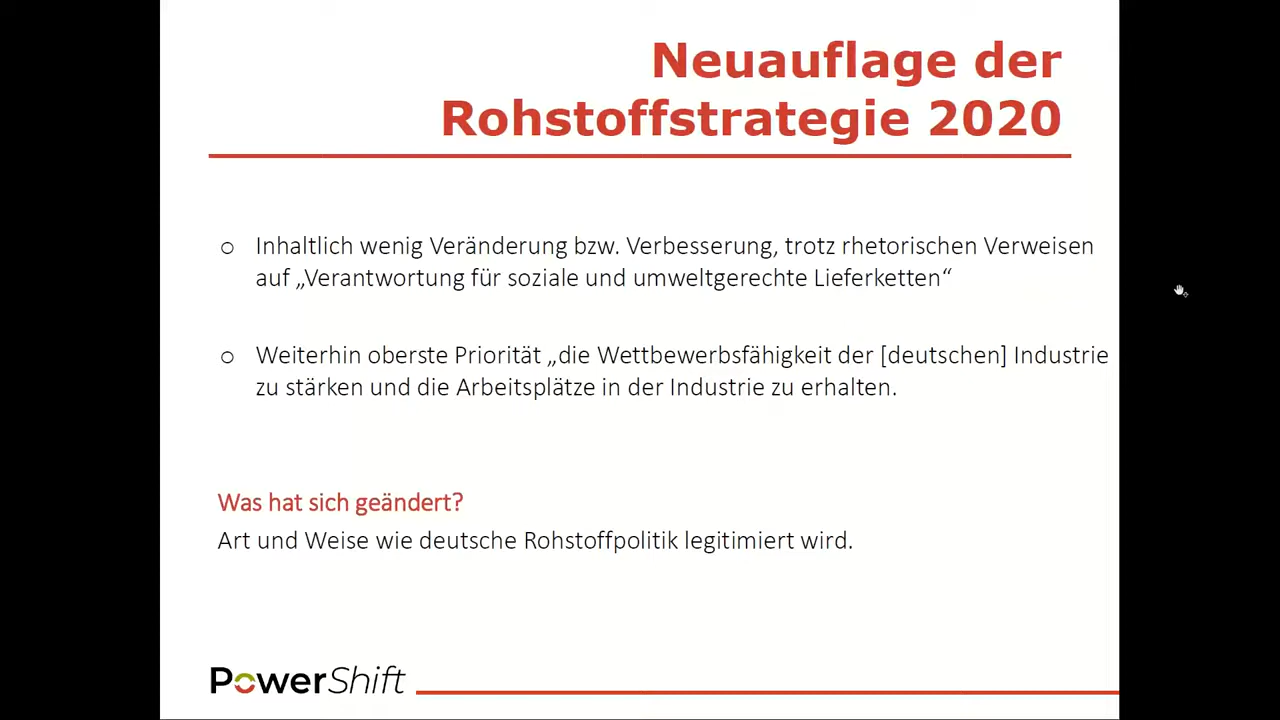 Neuauflage der
Rohstoffstrategie 2020
○ Inhaltlich wenig Veränderung bzw. Verbesserung, trotz rhetorischen Verweisen
auf „Verantwortung für soziale und umweltgerechte Lieferketten“
○ Weiterhin oberste Priorität „die Wettbewerbsfähigkeit der [deutschen] Industrie
zu stärken und die Arbeitsplätze in der Industrie zu erhalten.
Was hat sich geändert?
Art und Weise wie deutsche Rohstoffpolitik legitimiert wird.
PowerShift